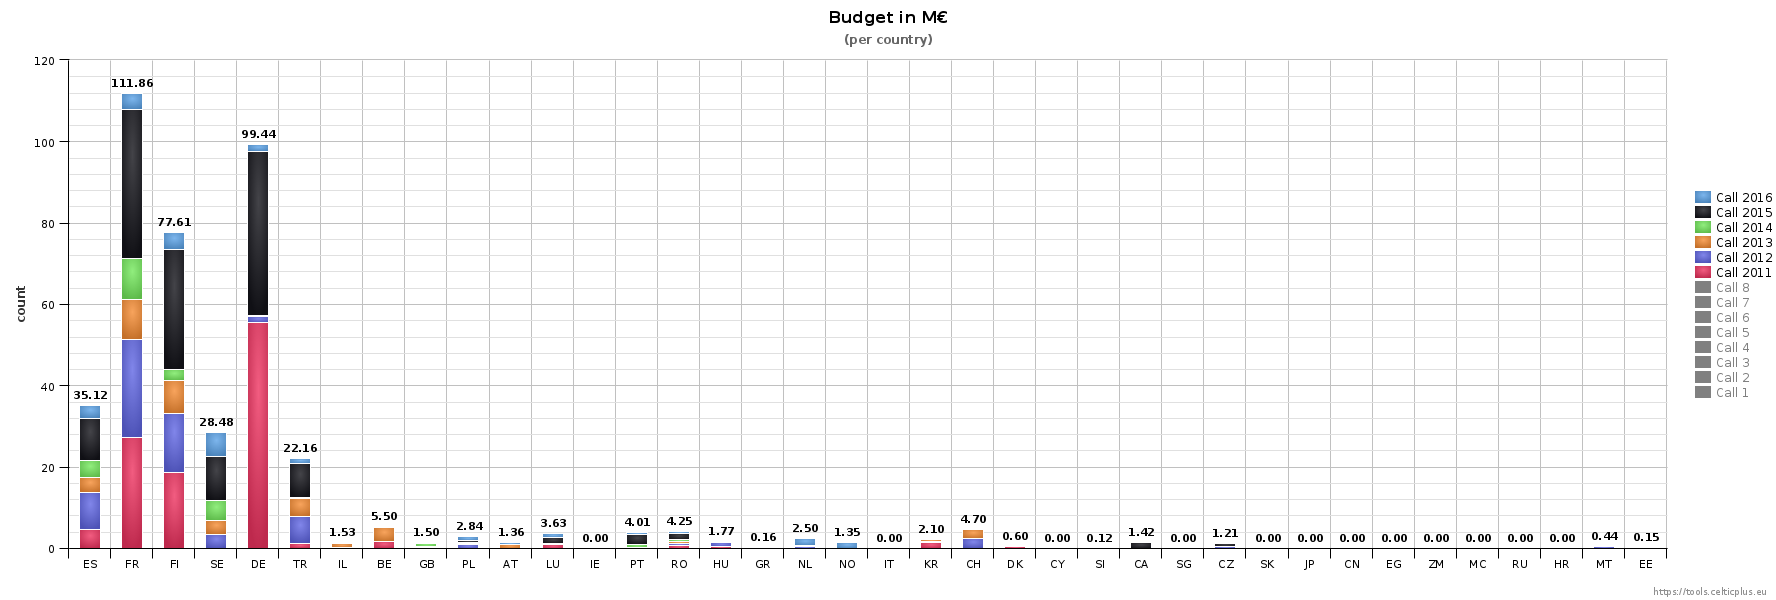 Budget in M€
(per country)
count
120
100
80
60
40
20
0
35.12
111.86
77.61
28.48
99.44
22.16
1.53
5.50
1.50
2.84
1.36
3.63
0.00
4.01
4.25
1.77
0.16
2.50
1.35
0.00
2.10
4.70
0.60
0.00
0.12
1.42
0.00
1.21
0.00
0.00
0.00
0.00
0.00
0.00
0.00
0.00
0.44
0.15
ES FR FI SE DE TR IL BE GB PL AT LU IE PT RO HU GR NL NO IT KR CH DK CY SI CA SG CZ SK JP CN EG ZM MC RU HR MT EE
Call 2016
Call 2015
Call 2014
Call 2013
Call 2012
Call 2011
Call 8
Call 7
Call 6
Call 5
Call 4
Call 3
Call 2
Call 1
https://tools.celticplus.eu